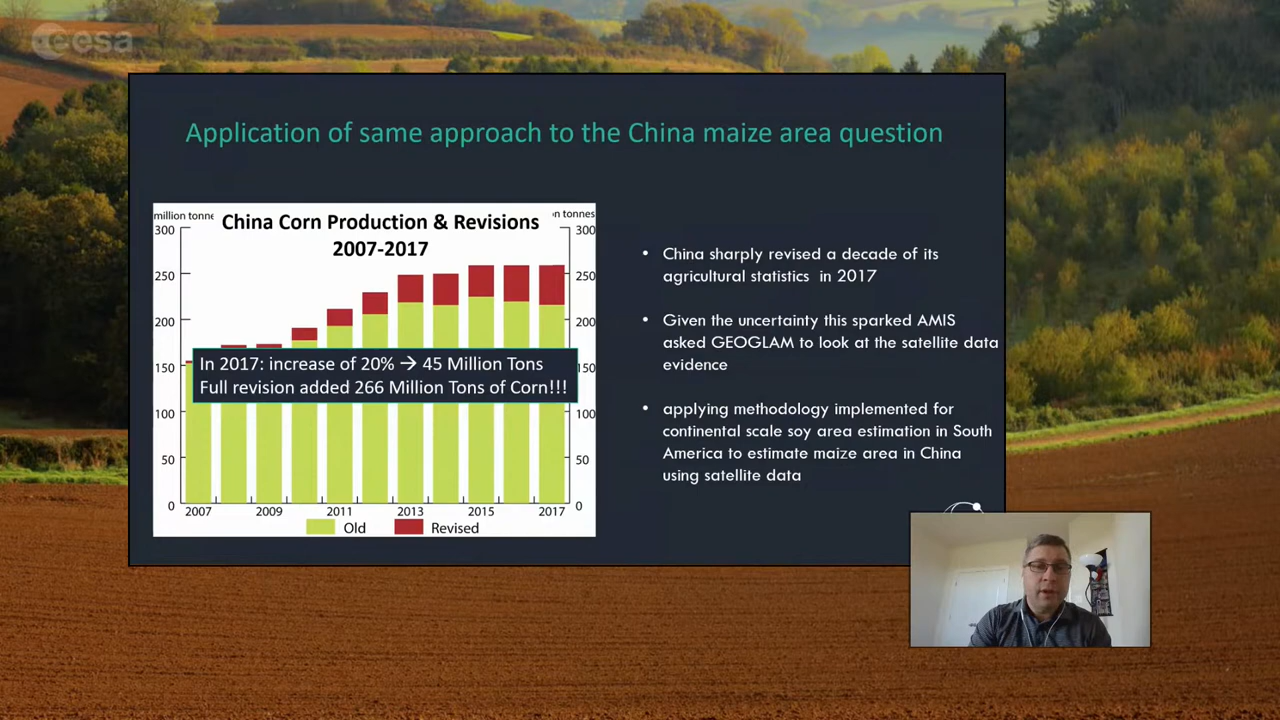 esa
Application of same approach to the China maize area question
million tonne
n tonnes
China Corn Production & Revisions
2007-2017
300
250
200
150
100
50
0
300
250
200
150
100
50
0
In 2017: increase of 20% → 45 Million Tons
Full revision added 266 Million Tons of Corn!!!
2007
2009
2011
2013
2015
2017
Old
Revised
• China sharply revised a decade of its
agricultural statistics in 2017
• Given the uncertainty this sparked AMIS
asked GEOGLAM to look at the satellite data
evidence
• applying methodology implemented for
continental scale soy area estimation in South
America to estimate maize area in China
using satellite data